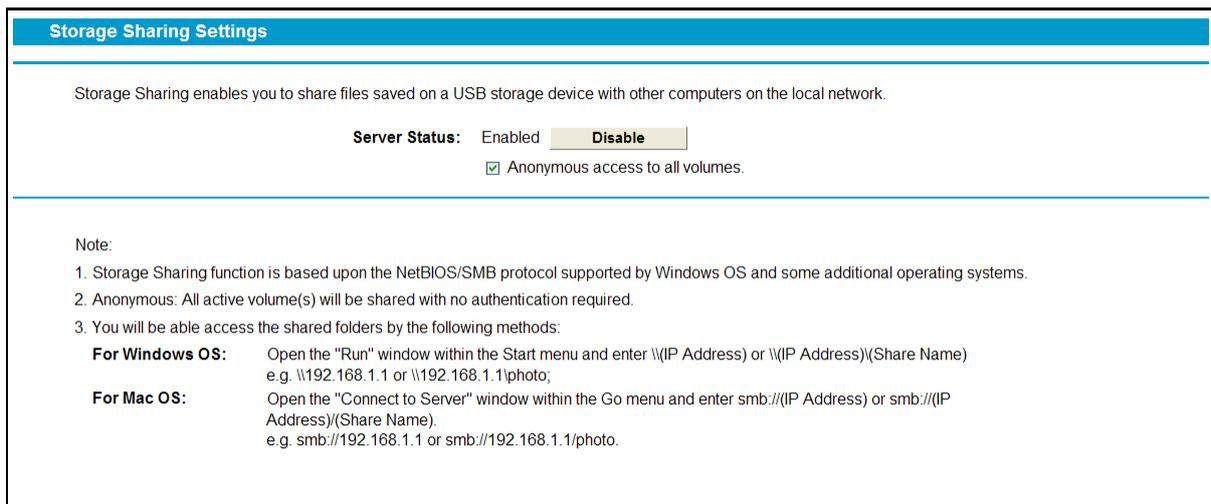 Storage Sharing Settings
Storage Sharing enables you to share files saved on a USB storage device with other computers on the local network.
Server Status: Enabled Disable
Anonymous access to all volumes.
Note:
1. Storage Sharing function is based upon the NetBIOS/SMB protocol supported by Windows OS and some additional operating systems.
2. Anonymous: All active volume(s) will be shared with no authentication required.
3. You will be able access the shared folders by the following methods:
For Windows OS: Open the "Run" window within the Start menu and enter \\(IP Address) or \\(IP Address)\(Share Name)
e.g. \\192.168.1.1 or \\192.168.1.1\photo;
For Mac OS: Open the "Connect to Server" window within the Go menu and enter smb://(IP Address) or smb://(IP
Address)/(Share Name).
e.g. smb://192.168.1.1 or smb://192.168.1.1/photo.